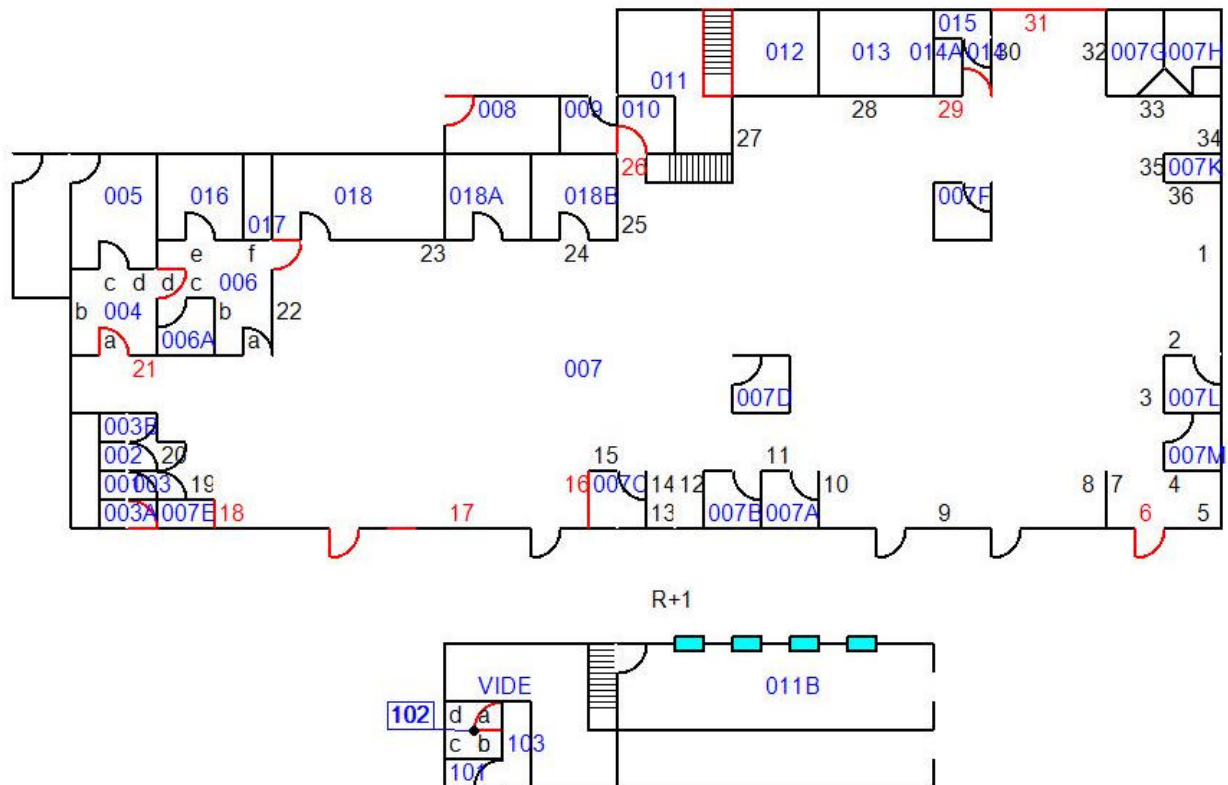 015 31
012 013 014A 014 30 32 007G 007H
011
008 009 010 28 29 33
27 34
26 35 007K
005 016 018 018A 018B 007F 36
017 25
e f 23 24 1
c d d c 006
b 004 b 22
a 006A a 2
21 007
007D 3 007L
003B
002 20 15 11 007M
001 003 19 16 007C 14 12 10 8 7 4
003A 007E 18 17 13 007B 007A 9 6 5
R+1
VIDE 011B
102 d a
c b 103
101